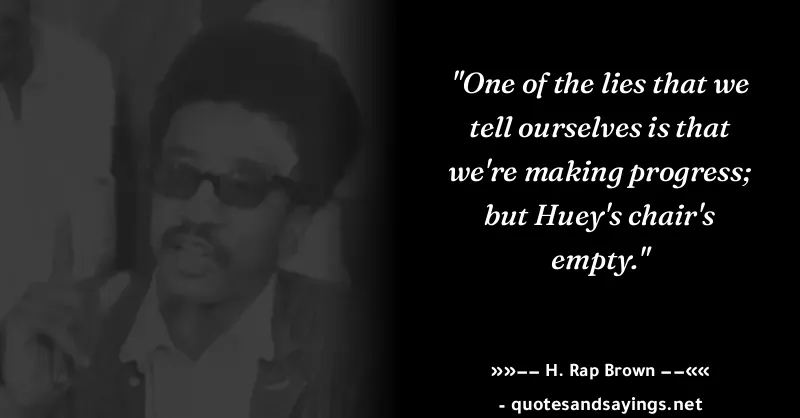 "One of the lies that we
tell ourselves is that
we're making progress;
but Huey's chair's
empty."
»»−− H. Rap Brown −−««
- quotesandsayings.net